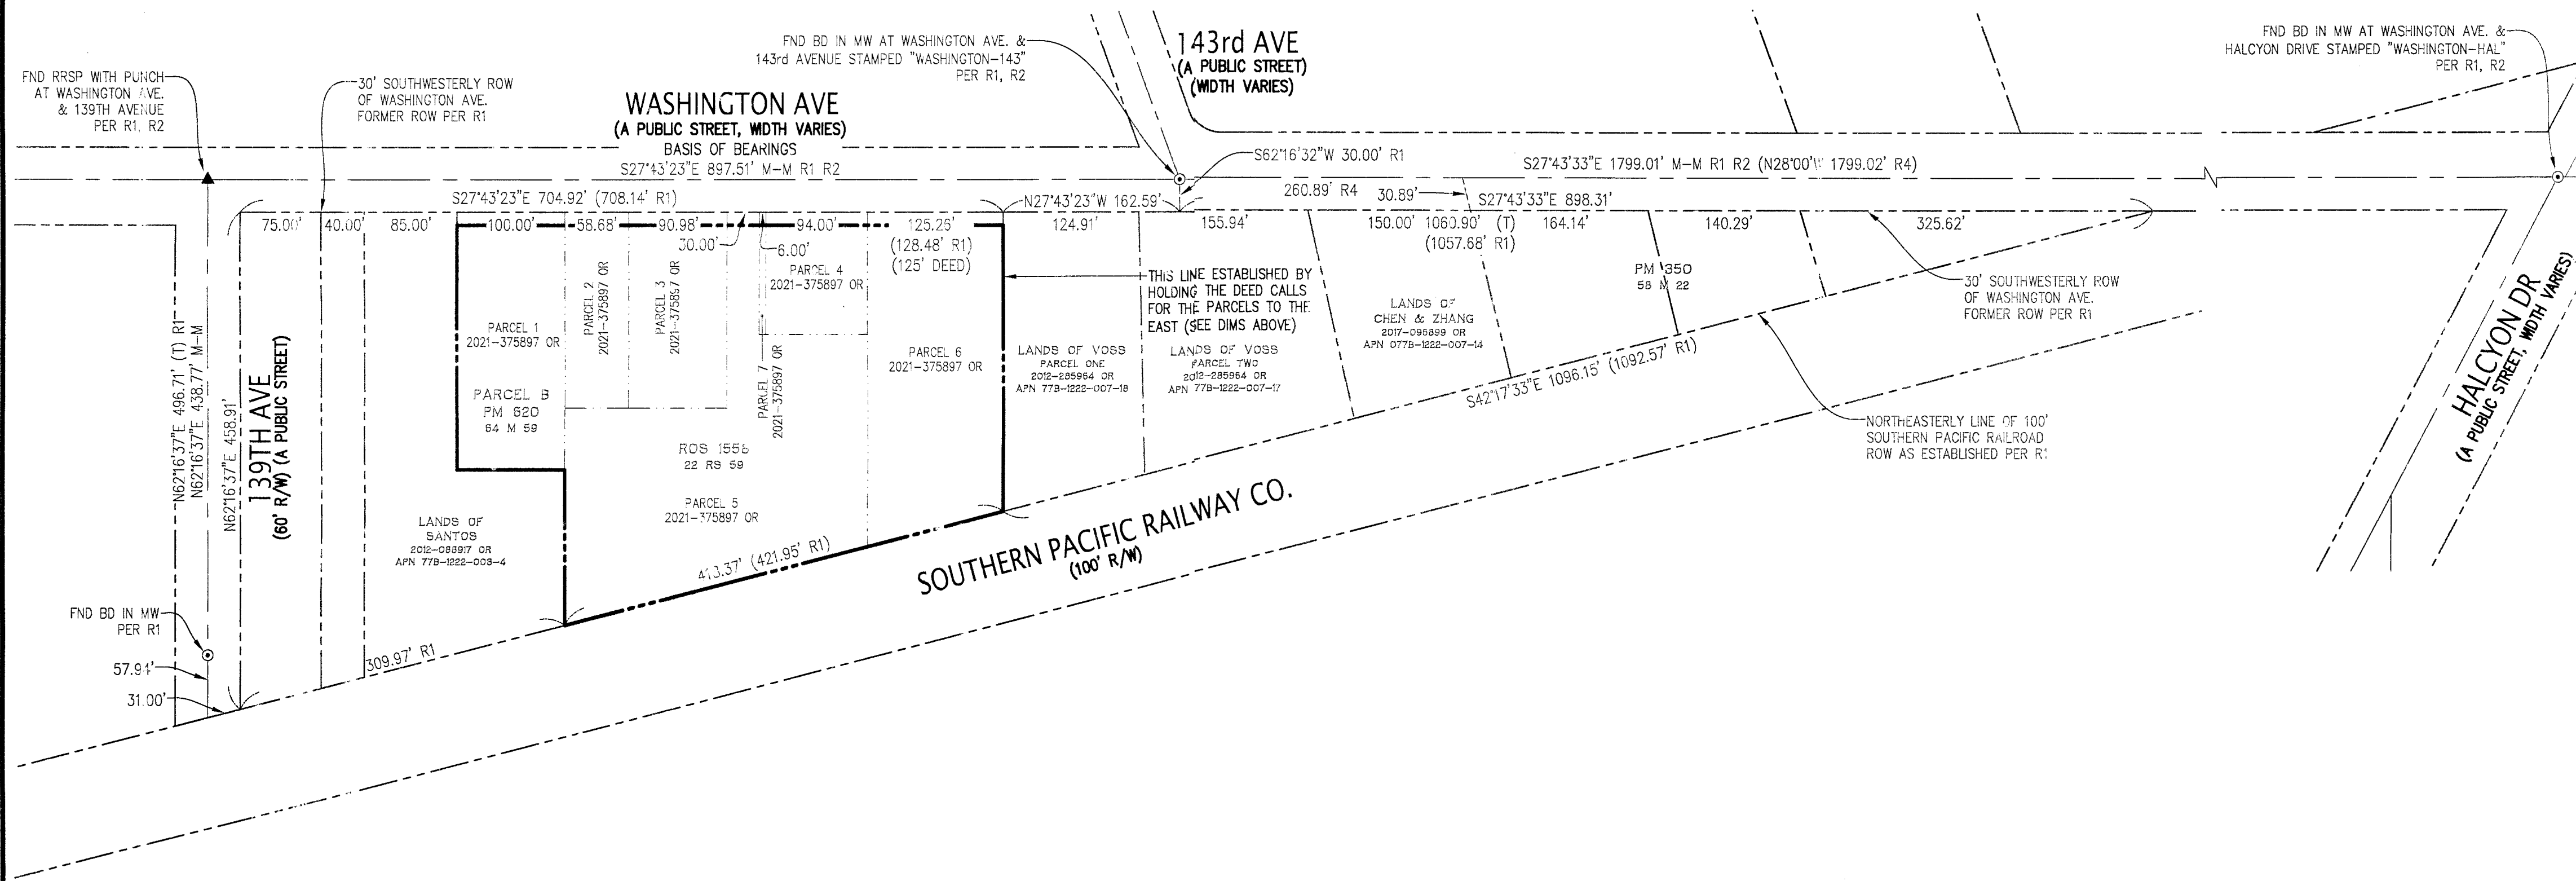 FND RRSP WITH PUNCH
AT WASHINGTON AVE.
& 139TH AVENUE
PER R1, R2
30' SOUTHWESTERLY ROW
OF WASHINGTON AVE.
FORMER ROW PER R1
WASHINGTON AVE
(A PUBLIC STREET, WIDTH VARIES)
BASIS OF BEARINGS
S27°43'23"E 897.51' M-M R1 R2
FND BD IN MW AT WASHINGTON AVE. &
143rd AVENUE STAMPED "WASHINGTON-143"
PER R1, R2
143rd AVE
(A PUBLIC STREET)
(WIDTH VARIES)
FND BD IN MW AT WASHINGTON AVE. &
HALCYON DRIVE STAMPED "WASHINGTON-HAL"
PER R1, R2
S62°16'32"W 30.00' R1
S27°43'33"E 1799.01' M-M R1 R2 (N28°00'W 1799.02' R4)
S27°43'23"E 704.92' (708.14' R1)
N27°43'23"W 162.59'
260.89' R4
30.89'
S27°43'33"E 898.31'
75.00'
40.00'
85.00'
100.00'
58.68'
90.98'
30.00'
6.00'
94.00'
125.26'
(128.48' R1)
(125' DEED)
124.91'
155.94'
150.00'
1060.90' (T)
(1057.68' R1)
164.14'
140.29'
325.62'
PARCEL 1
2021-375897 OR
PARCEL B
PM 620
64 M 59
PARCEL 2
2021-375897 OR
PARCEL 3
2021-375897 OR
PARCEL 4
2021-375897 OR
PARCEL 7
2021-375897 OR
PARCEL 6
2021-375897 OR
ROS 1558
22 RS 59
PARCEL 5
2021-375897 OR
THIS LINE ESTABLISHED BY
HOLDING THE DEED CALLS
FOR THE PARCELS TO THE
EAST (SEE DIMS ABOVE)
LANDS OF VOSS
PARCEL ONE
2012-285964 OR
APN 77B-1222-007-18
LANDS OF VOSS
PARCEL TWO
2012-285964 OR
APN 77B-1222-007-17
LANDS OF
CHEN & ZHANG
2017-096899 OR
APN 077B-1222-007-14
PM 350
58 M 22
30' SOUTHWESTERLY ROW
OF WASHINGTON AVE.
FORMER ROW PER R1
S42°17'33"E 1096.15' (1092.57' R1)
NORTHEASTERLY LINE OF 100'
SOUTHERN PACIFIC RAILROAD
ROW AS ESTABLISHED PER R1
HALCYON DR
(A PUBLIC STREET, WIDTH VARIES)
N62°16'37"E 496.71' (T) R1
N62°16'37"E 438.77' M-M
N62°16'37"E 458.91'
139TH AVE
(60' R/W) (A PUBLIC STREET)
LANDS OF
SANTOS
2012-088917 OR
APN 77B-1222-003-4
413.37' (421.95' R1)
SOUTHERN PACIFIC RAILWAY CO.
(100' R/W)
FND BD IN MW
PER R1
57.94'
31.00'
309.97' R1